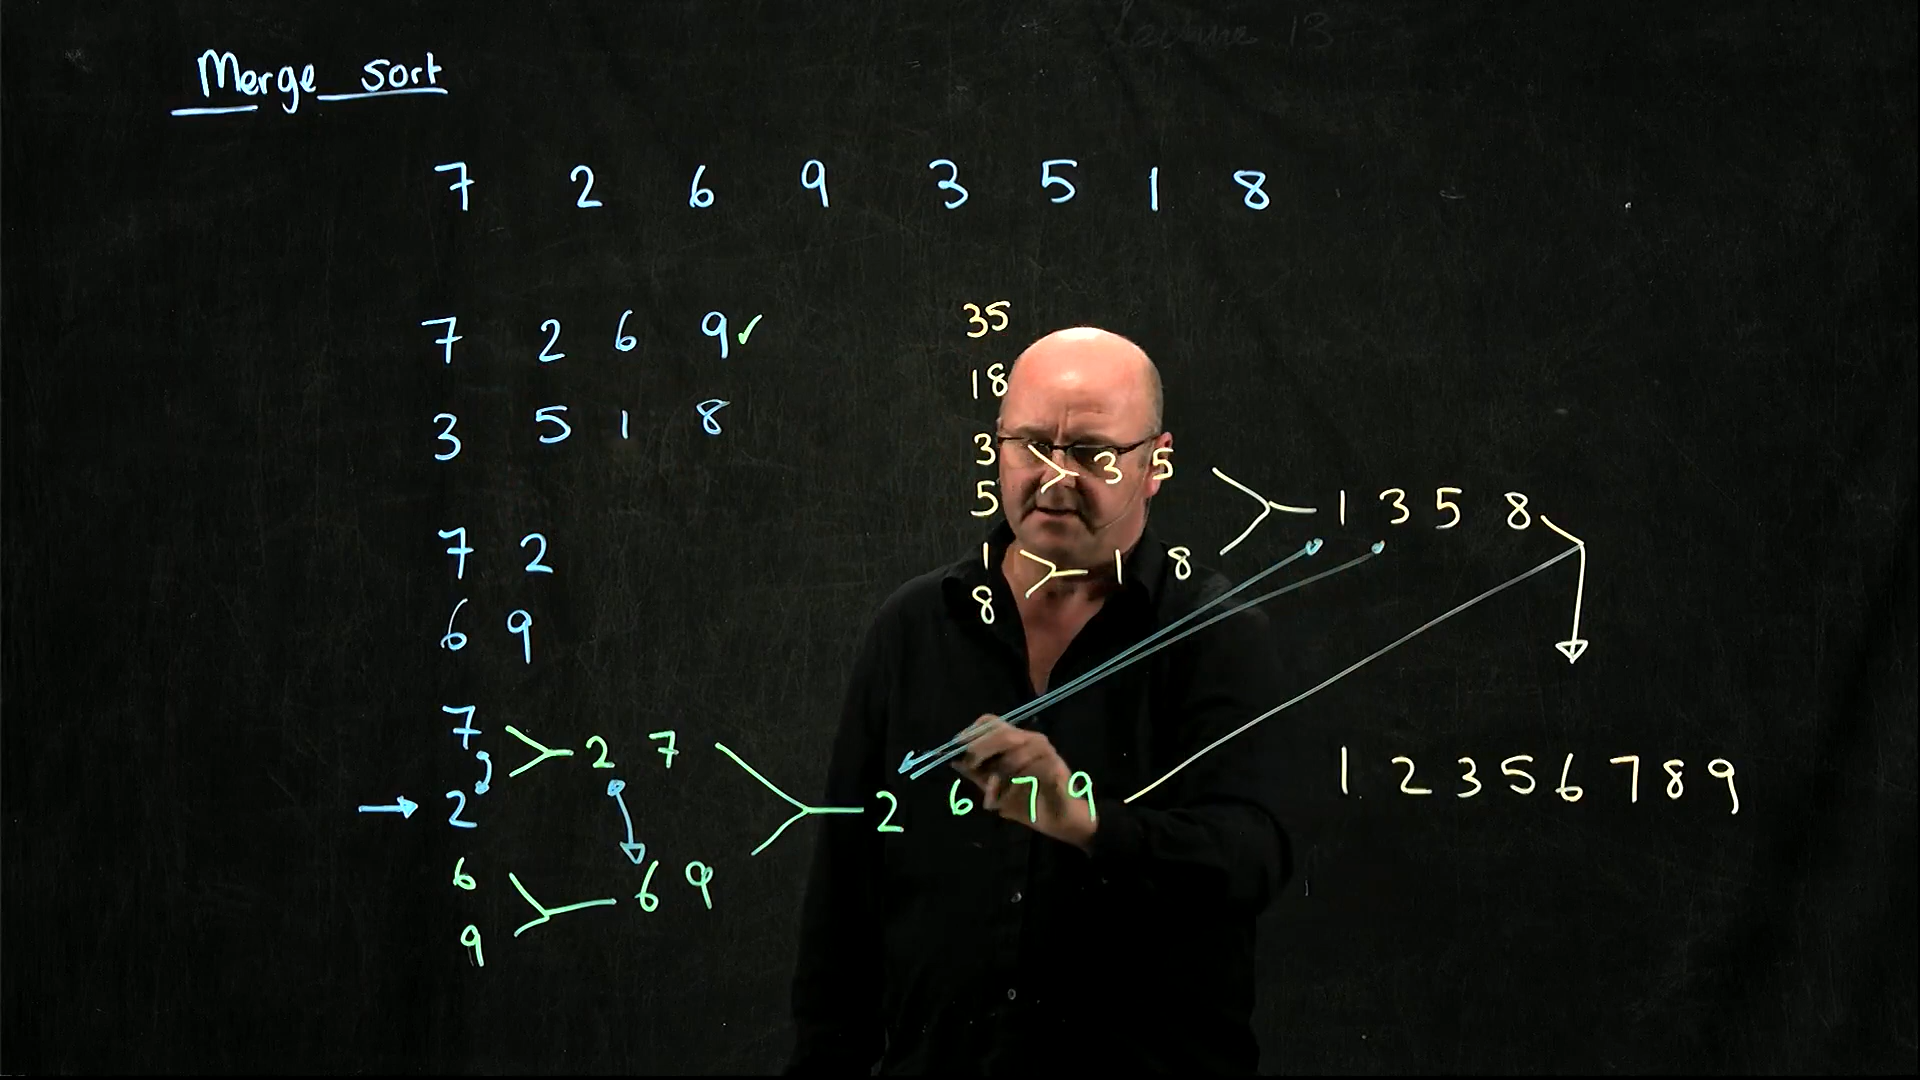 Lecture 13
Merge sort
7 2 6 9 3 5 1 8
7 2 6 9✓
3 5 1 8
7 2
6 9
7
2
6
9
2 7
6 9
2 6 7 9
35
18
3
5
1
8
3 5
1 8
1 3 5 8
1 2 3 5 6 7 8 9